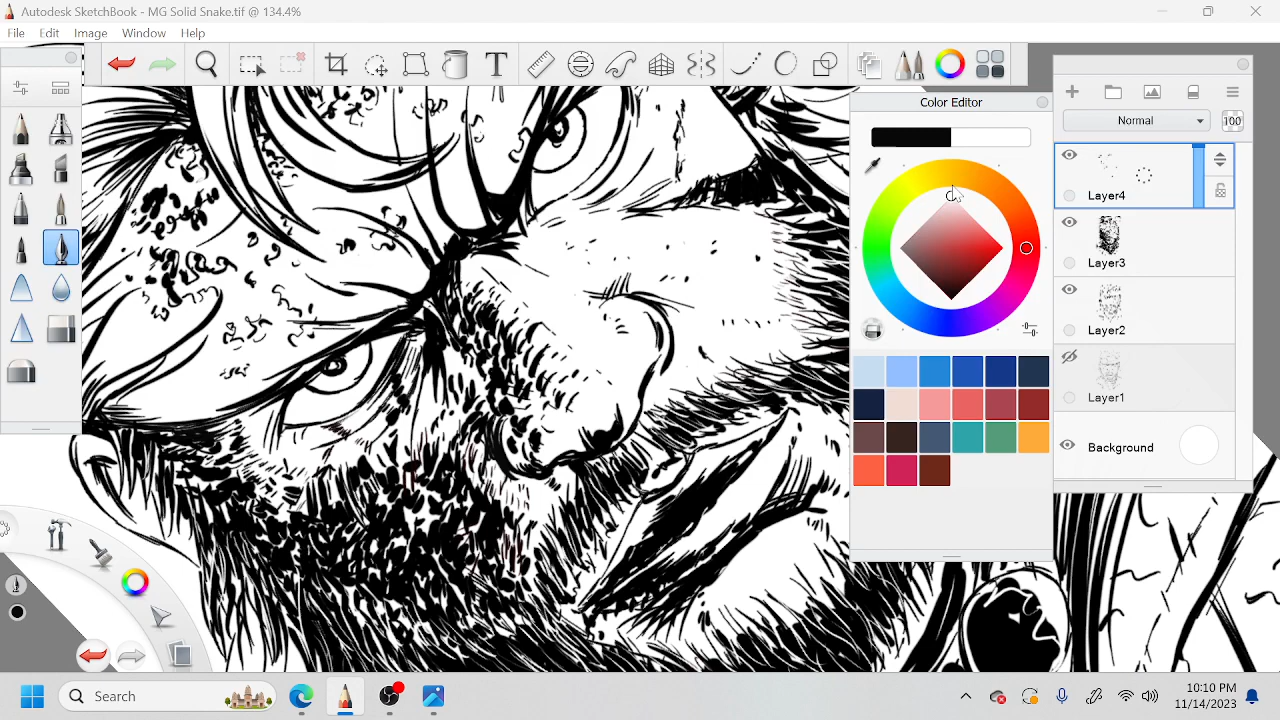 Autodesk SketchBook - MG Solid Snake.tif @ 134.4%
File Edit Image Window Help
Color Editor
Normal
100
Layer4
Layer3
Layer2
Layer1
Background
Search
10:10 PM
11/14/2023